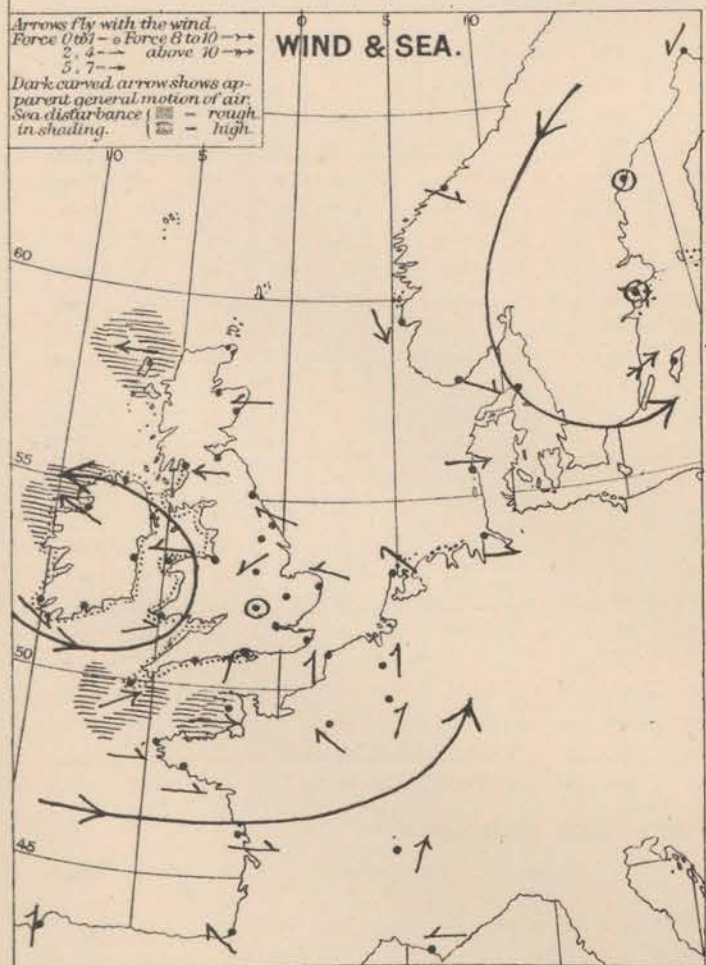 Arrows fly with the wind.
Force 0 to 1 - o Force 8 to 10 -
2, 4 - above 10 -
5, 7 -
Dark curved arrow shows ap-
parent general motion of air.
Sea disturbance { - rough.
in shading. { - high.
WIND & SEA.
0 5 10
10 5
60
55
50
45